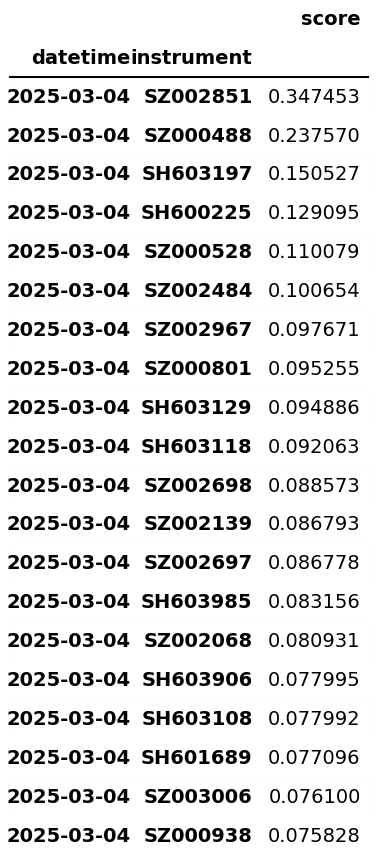 score
datetime instrument
2025-03-04 SZ002851 0.347453
2025-03-04 SZ000488 0.237570
2025-03-04 SH603197 0.150527
2025-03-04 SH600225 0.129095
2025-03-04 SZ000528 0.110079
2025-03-04 SZ002484 0.100654
2025-03-04 SZ002967 0.097671
2025-03-04 SZ000801 0.095255
2025-03-04 SH603129 0.094886
2025-03-04 SH603118 0.092063
2025-03-04 SZ002698 0.088573
2025-03-04 SZ002139 0.086793
2025-03-04 SZ002697 0.086778
2025-03-04 SH603985 0.083156
2025-03-04 SZ002068 0.080931
2025-03-04 SH603906 0.077995
2025-03-04 SH603108 0.077992
2025-03-04 SH601689 0.077096
2025-03-04 SZ003006 0.076100
2025-03-04 SZ000938 0.075828